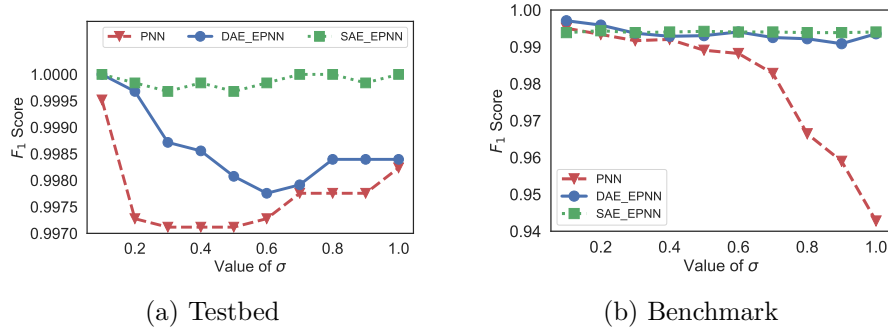 PNN DAE_EPNN SAE_EPNN
1.0000
0.9995
0.9990
0.9985
0.9980
0.9975
0.9970
F1 Score
0.2 0.4 0.6 0.8 1.0
Value of σ
(a) Testbed
1.00
0.99
0.98
0.97
0.96
0.95
0.94
F1 Score
PNN
DAE_EPNN
SAE_EPNN
0.2 0.4 0.6 0.8 1.0
Value of σ
(b) Benchmark